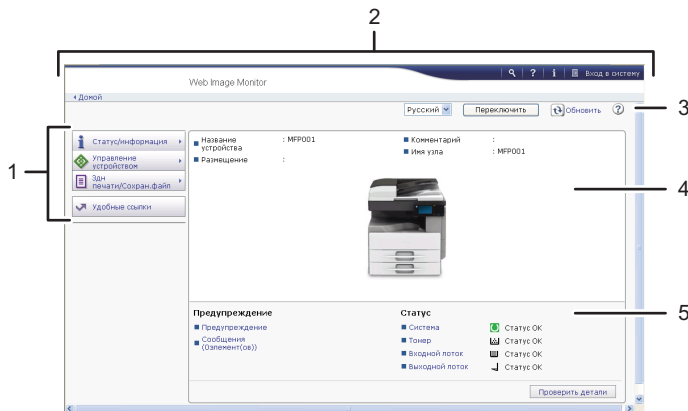 2
Вход в систему
Web Image Monitor
Домой
Русский
Переключить
Обновить
3
1
Статус/информация
Управление
устройством
Здн
печати/Сохран.файл
Удобные ссылки
Название
устройства
: MFP001
Размещение
:
Комментарий
:
Имя узла
: MFP001
4
Предупреждение
Предупреждение
Сообщения
(0элемент(ов))
Статус
Система
Статус OK
Тонер
Статус OK
Входной лоток
Статус OK
Выходной лоток
Статус OK
5
Проверить детали